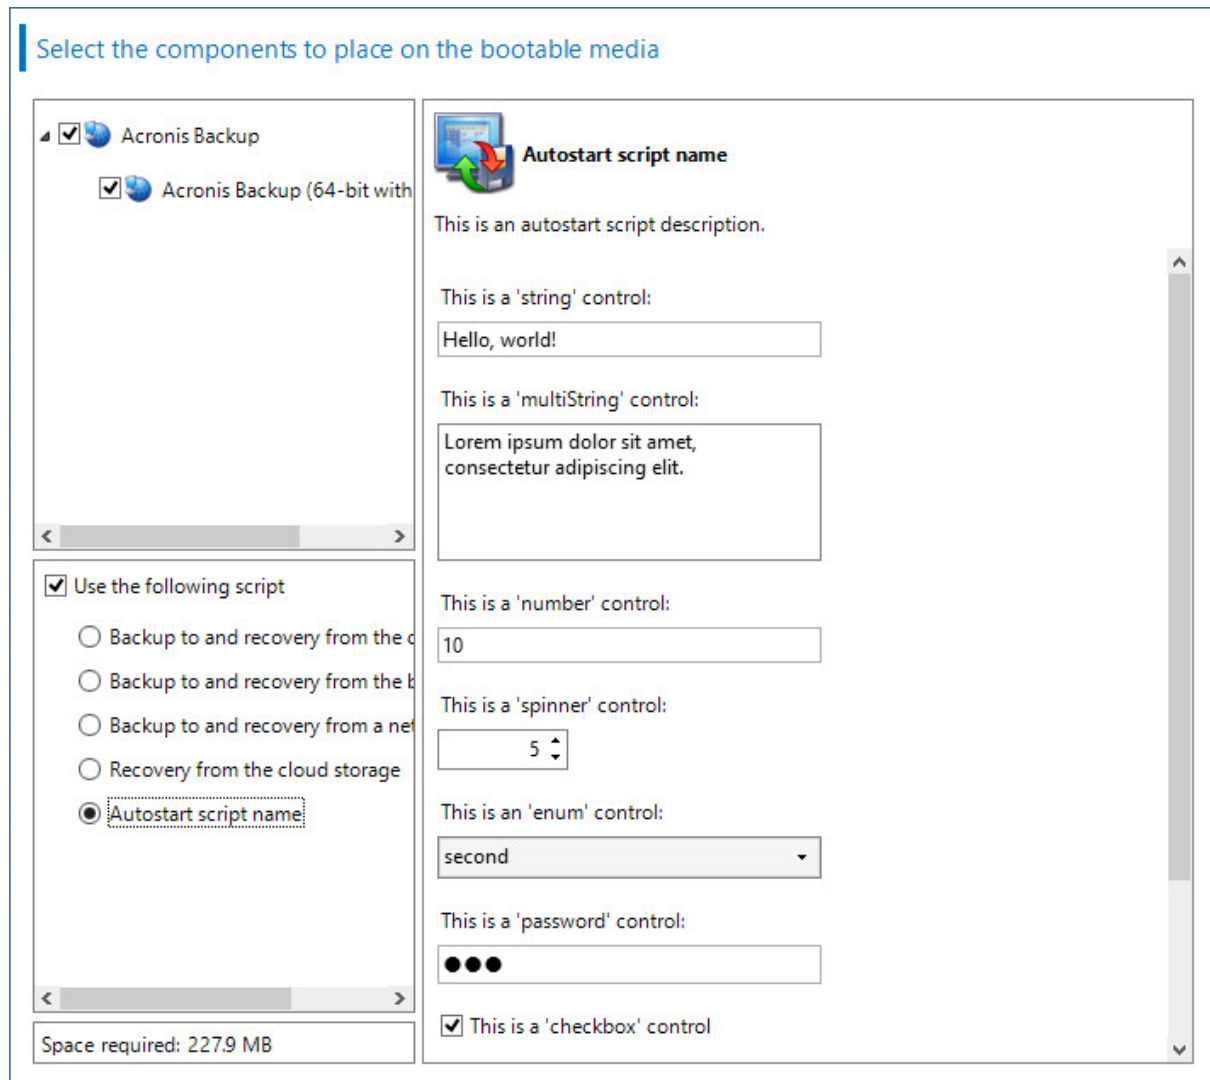 Select the components to place on the bootable media
Acronis Backup
Acronis Backup (64-bit with
Use the following script
Backup to and recovery from the
Backup to and recovery from the
Backup to and recovery from a net
Recovery from the cloud storage
Autostart script name
Space required: 227.9 MB
Autostart script name
This is an autostart script description.
This is a 'string' control:
Hello, world!
This is a 'multiString' control:
Lorem ipsum dolor sit amet,
consectetur adipiscing elit.
This is a 'number' control:
10
This is a 'spinner' control:
5
This is an 'enum' control:
second
This is a 'password' control:
●●●
This is a 'checkbox' control